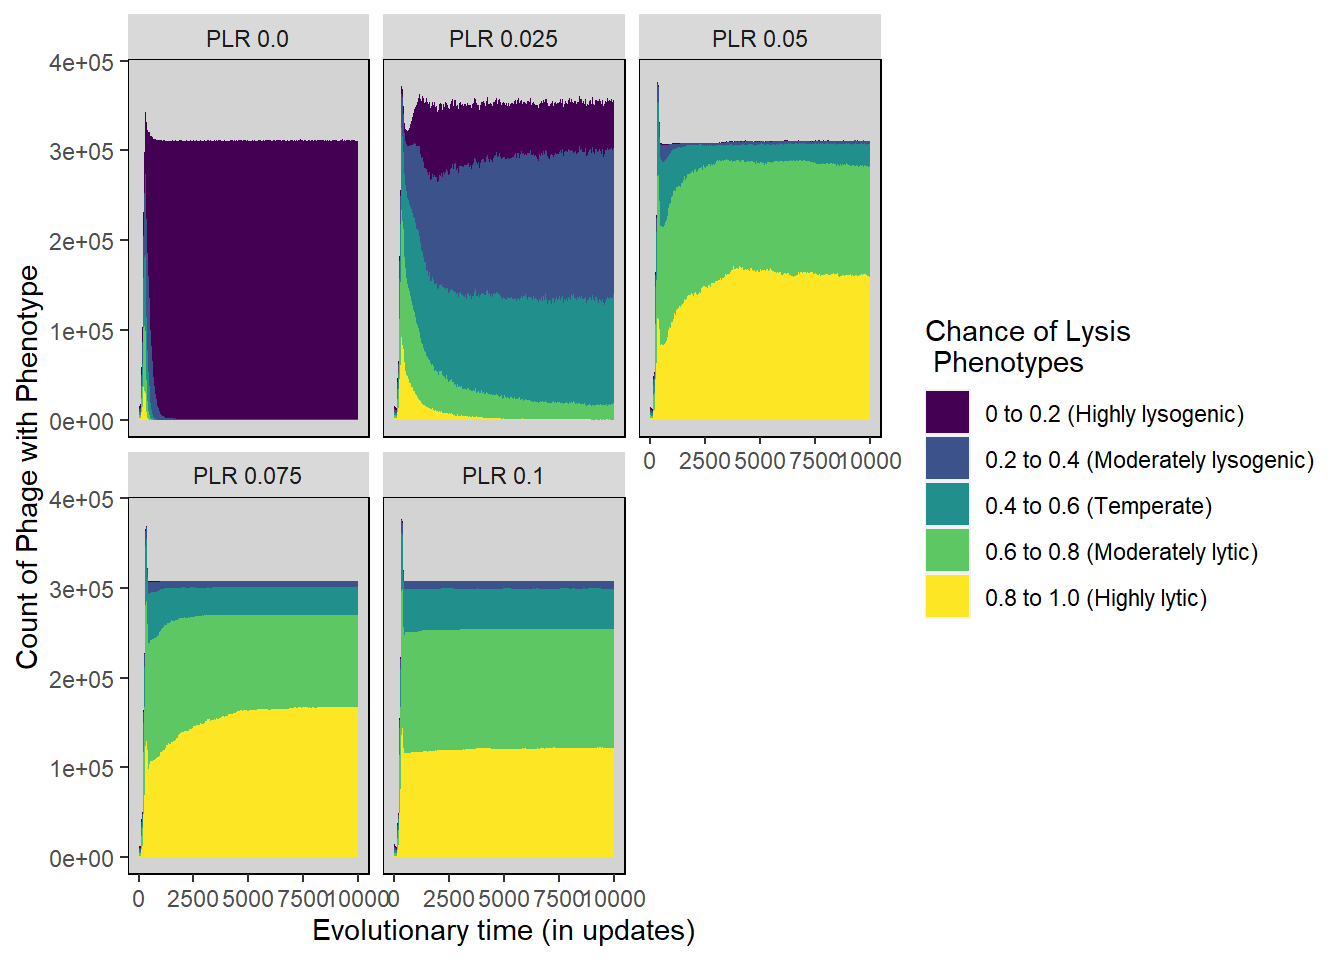 PLR 0.0
PLR 0.025
PLR 0.05
4e+05
3e+05
2e+05
1e+05
0e+00
0 2500 5000 7500 10000
PLR 0.075
PLR 0.1
4e+05
3e+05
2e+05
1e+05
0e+00
0 2500 5000 7500 10000
0 2500 5000 7500 10000
Evolutionary time (in updates)
Count of Phage with Phenotype
Chance of Lysis
Phenotypes
0 to 0.2 (Highly lysogenic)
0.2 to 0.4 (Moderately lysogenic)
0.4 to 0.6 (Temperate)
0.6 to 0.8 (Moderately lytic)
0.8 to 1.0 (Highly lytic)